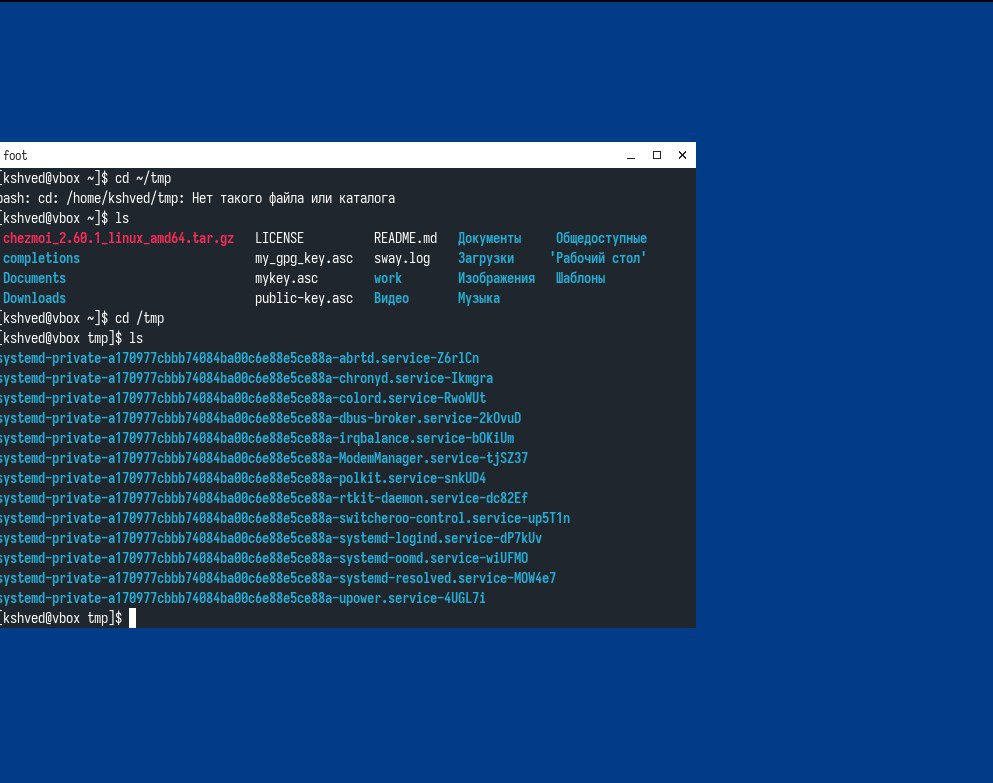 foot
[kshved@vbox ~]$ cd ~/tmp
bash: cd: /home/kshved/tmp: Нет такого файла или каталога
[kshved@vbox ~]$ ls
chezmoi_2.60.1_linux_amd64.tar.gz LICENSE README.md Документы Общедоступные
completions my_gpg_key.asc sway.log Загрузки 'Рабочий стол'
Documents mykey.asc work Изображения Шаблоны
Downloads public-key.asc Видео Музыка
[kshved@vbox ~]$ cd /tmp
[kshved@vbox tmp]$ ls
systemd-private-a170977cbbb74084ba00c6e88e5ce88a-abrtd.service-Z6rlCn
systemd-private-a170977cbbb74084ba00c6e88e5ce88a-chronyd.service-Ikmgra
systemd-private-a170977cbbb74084ba00c6e88e5ce88a-colord.service-RwoWUt
systemd-private-a170977cbbb74084ba00c6e88e5ce88a-dbus-broker.service-2kOvuD
systemd-private-a170977cbbb74084ba00c6e88e5ce88a-irqbalance.service-bOKiUm
systemd-private-a170977cbbb74084ba00c6e88e5ce88a-ModemManager.service-tjSZ37
systemd-private-a170977cbbb74084ba00c6e88e5ce88a-polkit.service-snkUD4
systemd-private-a170977cbbb74084ba00c6e88e5ce88a-rtkit-daemon.service-dc82Ef
systemd-private-a170977cbbb74084ba00c6e88e5ce88a-switcheroo-control.service-up5T1n
systemd-private-a170977cbbb74084ba00c6e88e5ce88a-systemd-logind.service-dP7kUv
systemd-private-a170977cbbb74084ba00c6e88e5ce88a-systemd-oomd.service-wiUFMO
systemd-private-a170977cbbb74084ba00c6e88e5ce88a-systemd-resolved.service-MOW4e7
systemd-private-a170977cbbb74084ba00c6e88e5ce88a-upower.service-4UGL7i
[kshved@vbox tmp]$